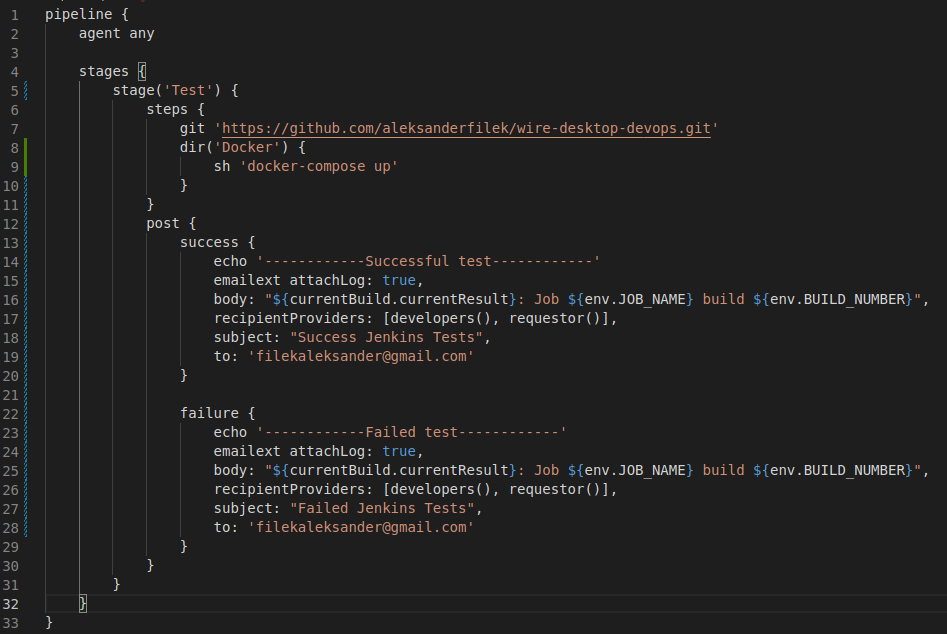 1 pipeline {
2     agent any
3
4     stages {
5         stage('Test') {
6             steps {
7                 git 'https://github.com/aleksanderfilek/wire-desktop-devops.git'
8                 dir('Docker') {
9                     sh 'docker-compose up'
10                 }
11             }
12             post {
13                 success {
14                     echo '------------Successful test------------'
15                     emailext attachLog: true,
16                     body: "${currentBuild.currentResult}: Job ${env.JOB_NAME} build ${env.BUILD_NUMBER}",
17                     recipientProviders: [developers(), requestor()],
18                     subject: "Success Jenkins Tests",
19                     to: 'filekaleksander@gmail.com'
20                 }
21
22                 failure {
23                     echo '------------Failed test------------'
24                     emailext attachLog: true,
25                     body: "${currentBuild.currentResult}: Job ${env.JOB_NAME} build ${env.BUILD_NUMBER}",
26                     recipientProviders: [developers(), requestor()],
27                     subject: "Failed Jenkins Tests",
28                     to: 'filekaleksander@gmail.com'
29                 }
30             }
31         }
32     }
33 }